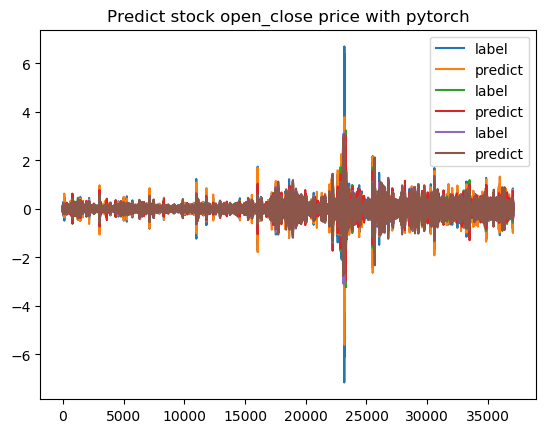 Predict stock open_close price with pytorch
label
predict
label
predict
label
predict
6
4
2
0
−2
−4
−6
0 5000 10000 15000 20000 25000 30000 35000